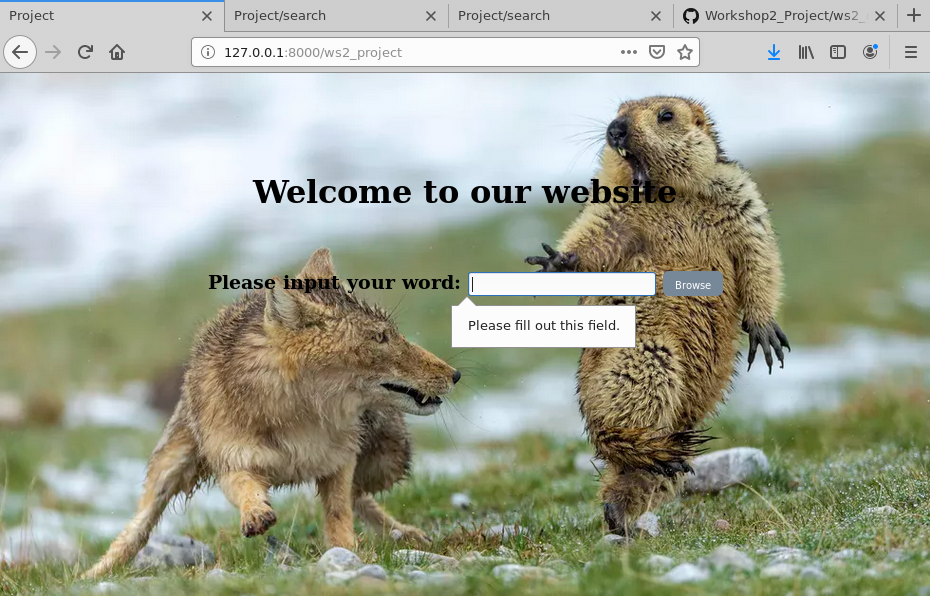 Project
Project/search
Project/search
Workshop2_Project/ws2_
127.0.0.1:8000/ws2_project
Welcome to our website
Please input your word:
Browse
Please fill out this field.